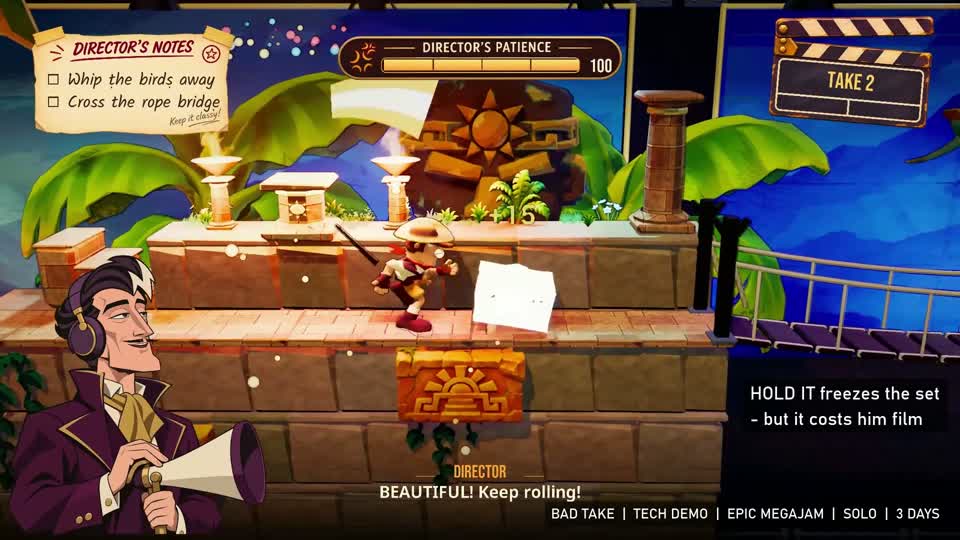 DIRECTOR'S NOTES
Whip the birds away
Cross the rope bridge
Keep it classy!
DIRECTOR'S PATIENCE
100
TAKE 2
+15
HOLD IT freezes the set
- but it costs him film
DIRECTOR
BEAUTIFUL! Keep rolling!
BAD TAKE | TECH DEMO | EPIC MEGAJAM | SOLO | 3 DAYS